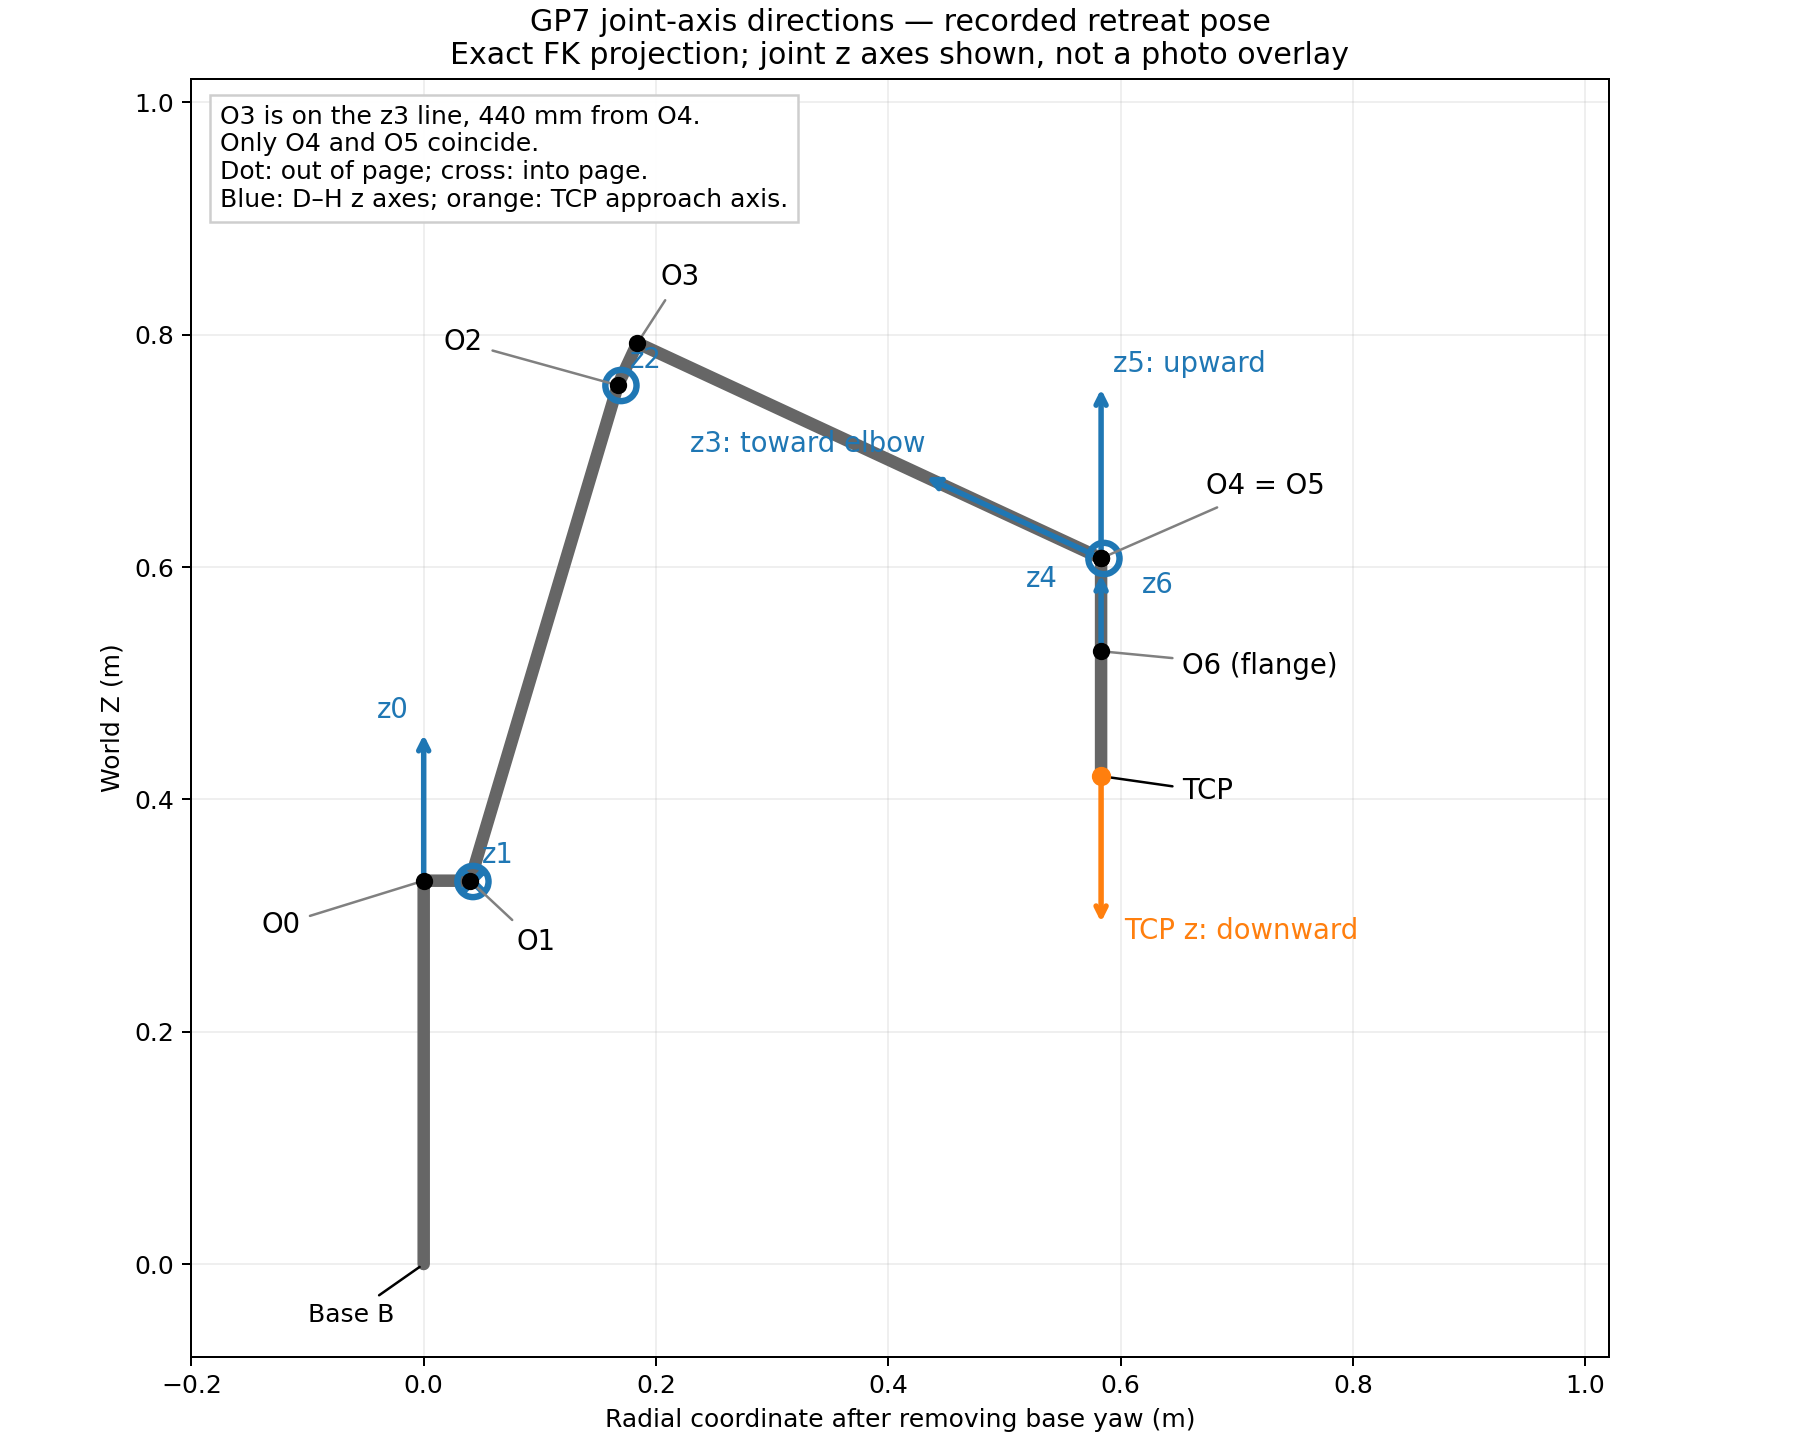 GP7 joint-axis directions — recorded retreat pose
Exact FK projection; joint z axes shown, not a photo overlay
O3 is on the z3 line, 440 mm from O4.
Only O4 and O5 coincide.
Dot: out of page; cross: into page.
Blue: D–H z axes; orange: TCP approach axis.
O3
O2
z2
z5: upward
z3: toward elbow
O4 = O5
z4
z6
O6 (flange)
z0
TCP
z1
O0
O1
TCP z: downward
Base B
1.0
0.8
0.6
0.4
0.2
0.0
World Z (m)
−0.2
0.0
0.2
0.4
0.6
0.8
1.0
Radial coordinate after removing base yaw (m)